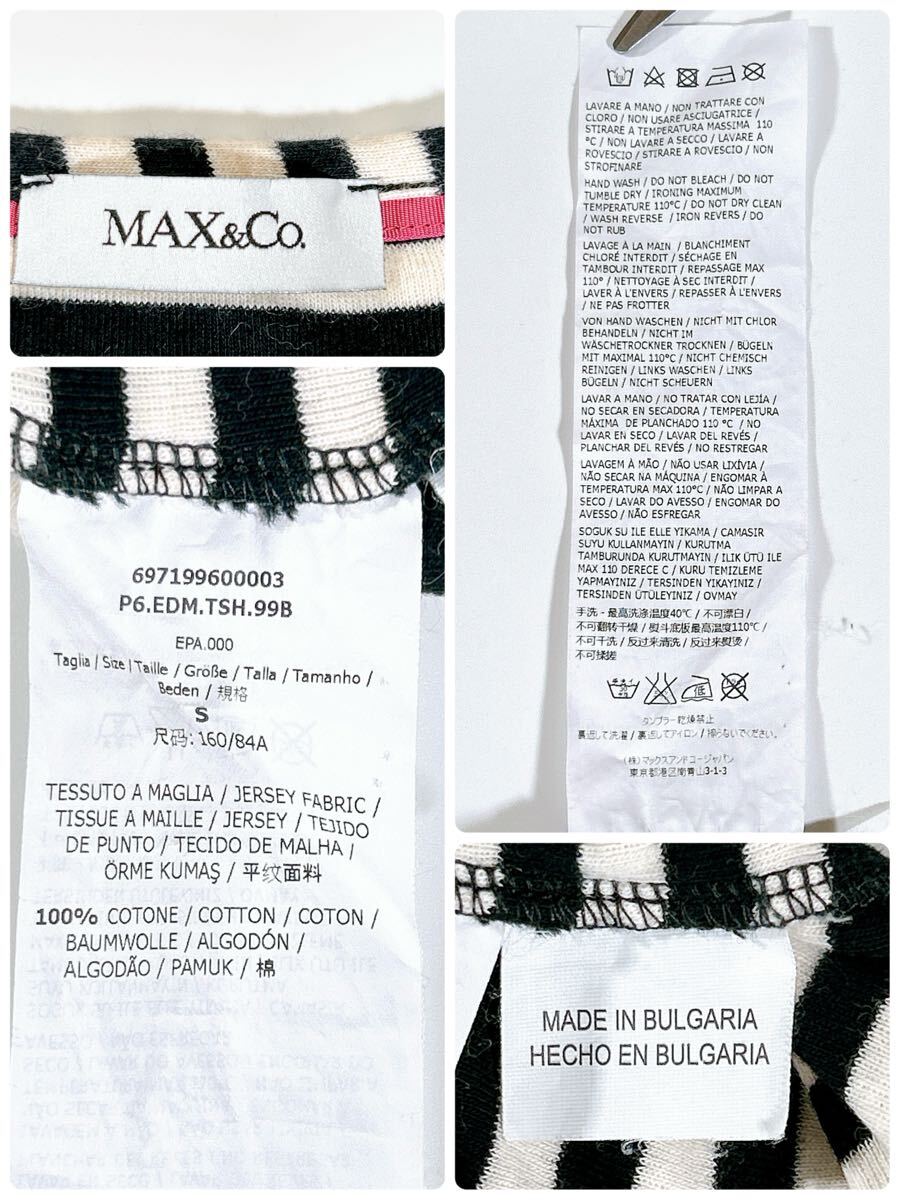 MAX&Co.
LAVARE A MANO / NON TRATTARE CON
CLORO / NON USARE ASCIUGATRICE /
STIRARE A TEMPERATURA MASSIMA 110
°C / NON LAVARE A SECCO / LAVARE A
ROVESCIO / STIRARE A ROVESCIO / NON
STROFINARE
HAND WASH / DO NOT BLEACH / DO NOT
TUMBLE DRY / IRONING MAXIMUM
TEMPERATURE 110°C / DO NOT DRY CLEAN
/ WASH REVERSE / IRON REVERS / DO
NOT RUB
LAVAGE À LA MAIN / BLANCHIMENT
CHLORÉ INTERDIT / SÉCHAGE EN
TAMBOUR INTERDIT / REPASSAGE MAX
110° / NETTOYAGE À SEC INTERDIT /
LAVER À L'ENVERS / REPASSER À L'ENVERS
/ NE PAS FROTTER
VON HAND WASCHEN / NICHT MIT CHLOR
BEHANDELN / NICHT IM
WÄSCHETROCKNER TROCKNEN / BÜGELN
MIT MAXIMAL 110°C / NICHT CHEMISCH
REINIGEN / LINKS WASCHEN / LINKS
BÜGELN / NICHT SCHEUERN
LAVAR A MANO / NO TRATAR CON LEJÍA /
NO SECAR EN SECADORA / TEMPERATURA
MÁXIMA DE PLANCHADO 110 °C / NO
LAVAR EN SECO / LAVAR DEL REVÉS /
PLANCHAR DEL REVÉS / NO RESTREGAR
LAVAGEM À MÃO / NÃO USAR LIXÍVIA /
NÃO SECAR NA MÁQUINA / ENGOMAR À
TEMPERATURA MAX 110°C / NÃO LIMPAR A
SECO / LAVAR DO AVESSO / ENGOMAR DO
AVESSO / NÃO ESFREGAR
SOGUK SU ILE ELLE YIKAMA / CAMASIR
SUYU KULLANMAYIN / KURUTMA
TAMBURUNDA KURUTMAYIN / ILIK ÜTÜ ILE
MAX 110 DERECE C / KURU TEMIZLEME
YAPMAYINIZ / TERSINDEN YIKAYINIZ /
TERSINDEN ÜTÜLEYINIZ / OVMAY
手洗 - 最高洗涤温度40℃ / 不可漂白 /
不可翻转干燥 / 熨斗底板最高温度110℃ /
不可干洗 / 反过来清洗 / 反过来熨烫 /
不可揉搓
タンブラー乾燥禁止
裏返して洗濯 / 裏返してアイロン / 擦らないでください。
(株) マックスアンドコージャパン
東京都港区南青山3-1-3
697199600003
P6.EDM.TSH.99B
EPA.000
Taglia / Size / Taille / Größe / Talla / Tamanho /
Beden / 規格
S
尺码: 160/84A
TESSUTO A MAGLIA / JERSEY FABRIC /
TISSUE A MAILLE / JERSEY / TEJIDO
DE PUNTO / TECIDO DE MALHA /
ÖRME KUMAŞ / 平纹面料
100% COTONE / COTTON / COTON /
BAUMWOLLE / ALGODÓN /
ALGODÃO / PAMUK / 棉
MADE IN BULGARIA
HECHO EN BULGARIA